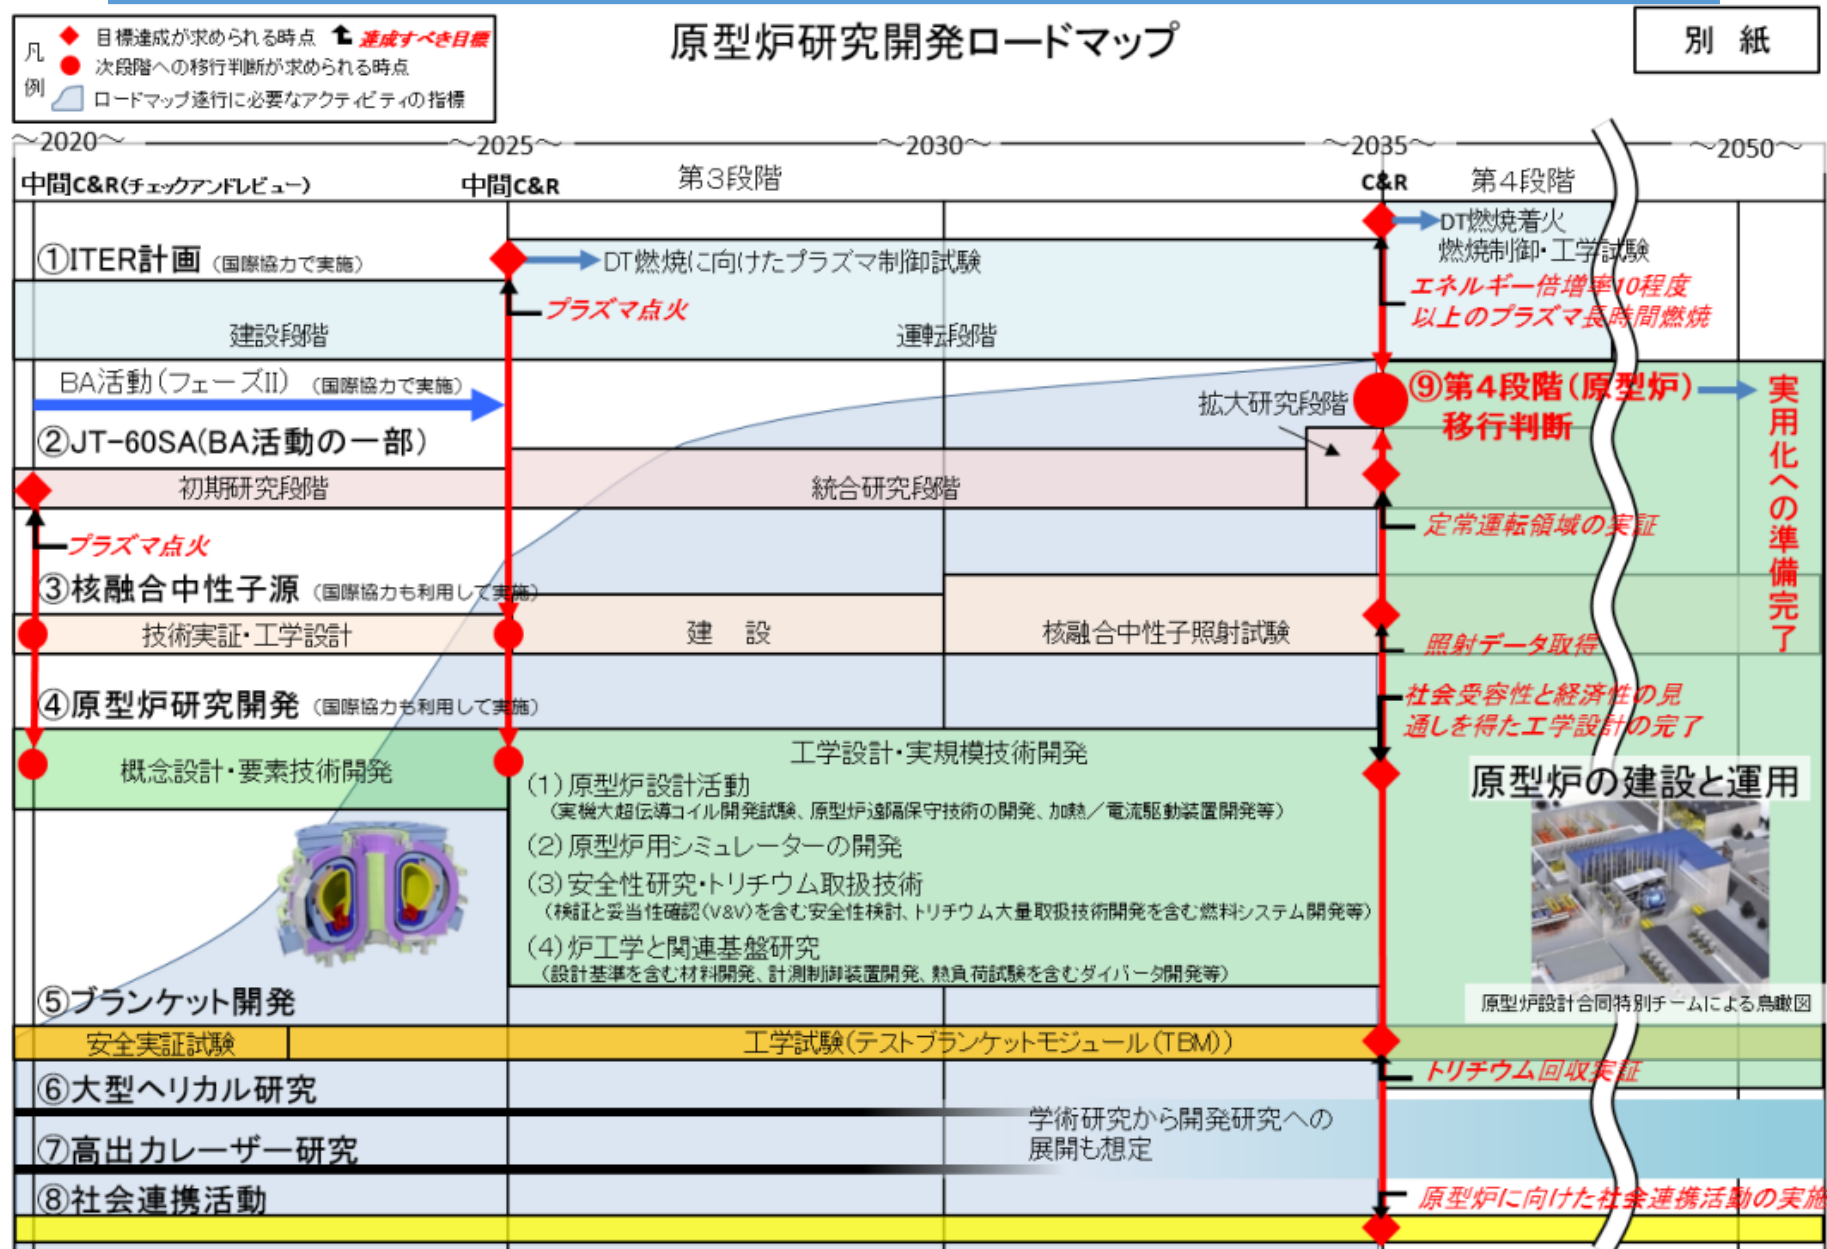 原型炉研究開発ロードマップ
別 紙
凡例
目標達成が求められる時点 達成すべき目標
次段階への移行判断が求められる時点
ロードマップ遂行に必要なアクティビティの指標
～2020～ ～2025～ ～2030～ ～2035～ ～2050～
中間C&R(チェックアンドレビュー) 中間C&R 第3段階 C&R 第4段階
①ITER計画（国際協力で実施）
DT燃焼に向けたプラズマ制御試験
DT燃焼着火
燃焼制御・工学試験
プラズマ点火
エネルギー倍増率10程度
以上のプラズマ長時間燃焼
建設段階 運転段階
BA活動(フェーズII)（国際協力で実施）
拡大研究段階
⑨第4段階(原型炉)
移行判断
実用化への準備完了
②JT-60SA(BA活動の一部)
初期研究段階 統合研究段階
定常運転領域の実証
プラズマ点火
③核融合中性子源（国際協力も利用して実施）
技術実証・工学設計 建 設 核融合中性子照射試験
照射データ取得
④原型炉研究開発（国際協力も利用して実施）
社会受容性と経済性の見
通しを得た工学設計の完了
概念設計・要素技術開発
工学設計・実規模技術開発
(1)原型炉設計活動
(実機大超伝導コイル開発試験、原型炉遠隔保守技術の開発、加熱／電流駆動装置開発等)
(2)原型炉用シミュレーターの開発
(3)安全性研究・トリチウム取扱技術
(検証と妥当性確認(V&V)を含む安全性検討、トリチウム大量取扱技術開発を含む燃料システム開発等)
(4)炉工学と関連基盤研究
(設計基準を含む材料開発、計測制御装置開発、熱負荷試験を含むダイバータ開発等)
原型炉の建設と運用
原型炉設計合同特別チームによる鳥瞰図
⑤ブランケット開発
安全実証試験 工学試験(テストブランケットモジュール(TBM))
トリチウム回収実証
⑥大型ヘリカル研究
学術研究から開発研究への
展開も想定
⑦高出力レーザー研究
⑧社会連携活動
原型炉に向けた社会連携活動の実施